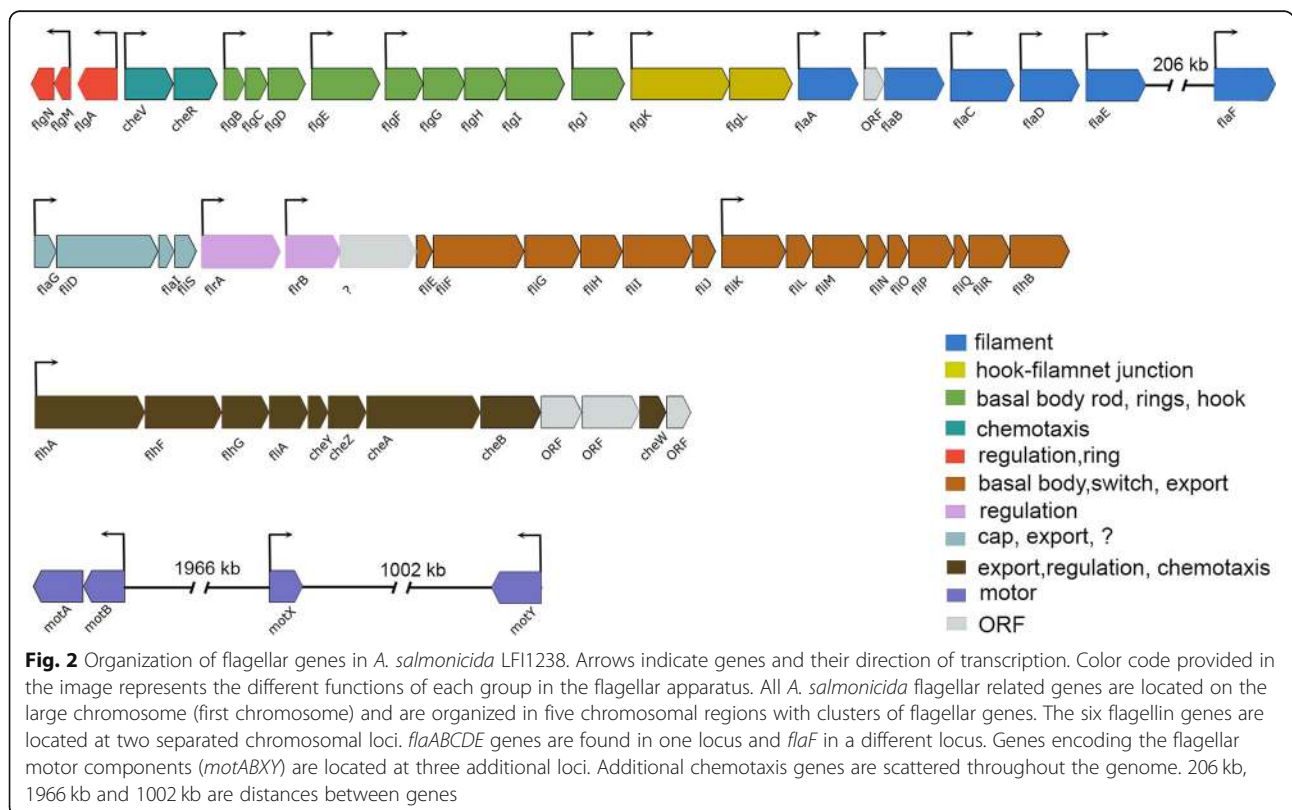 206 kb
flgN flgM flgA cheV cheR flgB flgC flgD flgE flgF flgG flgH flgI flgJ flgK flgL flaA ORF flaB flaC flaD flaE flaF
flaG fliD flaI fliS flrA flrB ? fliE fliF fliG fliH fliI fliJ fliK fliL fliM fliN fliO fliP fliQ fliR flhB
flhA flhF flhG fliA cheY cheZ cheA cheB ORF ORF cheW ORF
1966 kb 1002 kb
motA motB motX motY
filament
hook-filamnet junction
basal body rod, rings, hook
chemotaxis
regulation,ring
basal body,switch, export
regulation
cap, export, ?
export,regulation, chemotaxis
motor
ORF
Fig. 2 Organization of flagellar genes in A. salmonicida LFI1238. Arrows indicate genes and their direction of transcription. Color code provided in
the image represents the different functions of each group in the flagellar apparatus. All A. salmonicida flagellar related genes are located on the
large chromosome (first chromosome) and are organized in five chromosomal regions with clusters of flagellar genes. The six flagellin genes are
located at two separated chromosomal loci. flaABCDE genes are found in one locus and flaF in a different locus. Genes encoding the flagellar
motor components (motABXY) are located at three additional loci. Additional chemotaxis genes are scattered throughout the genome. 206 kb,
1966 kb and 1002 kb are distances between genes